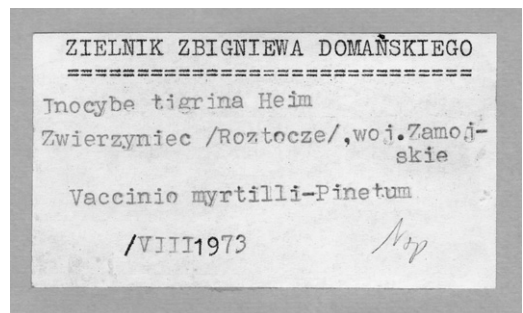 ZIELNIK ZBIGNIEWA DOMAŃSKIEGO
==============================
Inocybe tigrina Heim
Zwierzyniec /Roztocze/,woj.Zamoj-
skie
Vaccinio myrtilli-Pinetum
/VIII1973